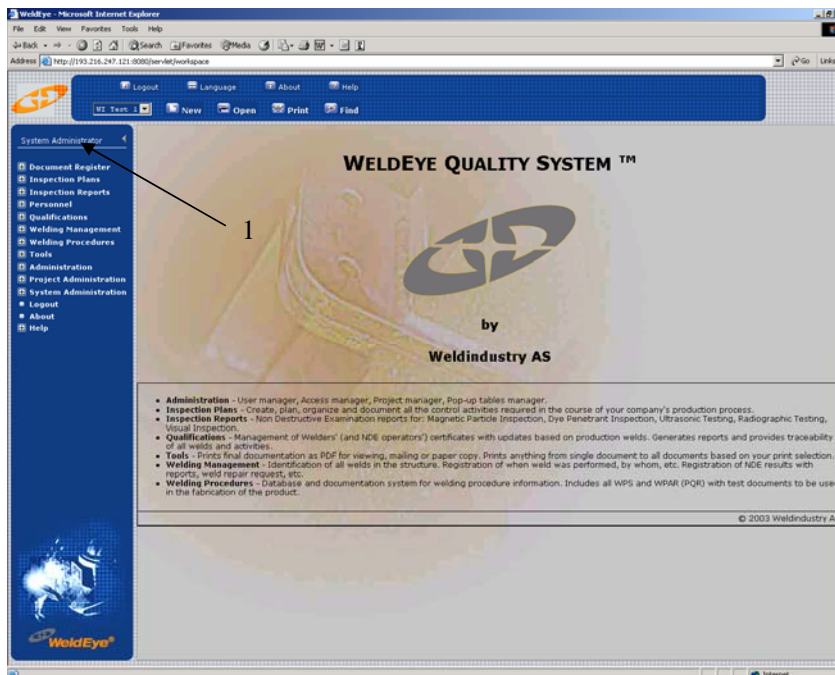 WeldEye - Microsoft Internet Explorer
File Edit View Favorites Tools Help
Back Search Favorites Media
Address http://193.216.247.121:8080/servlet/workspace Go Links
Logout Language About Help
WI Test 1 New Open Print Find
System Administrator
Document Register
Inspection Plans
Inspection Reports
Personnel
Qualifications
Welding Management
Welding Procedures
Tools
Administration
Project Administration
System Administration
Logout
About
Help
1
WELDEYE QUALITY SYSTEM ™
by
Weldindustry AS
Administration - User manager, Access manager, Project manager, Pop-up tables manager.
Inspection Plans - Create, plan, organize and document all the control activities required in the course of your company's production process.
Inspection Reports - Non Destructive Examination reports for: Magnetic Particle Inspection, Dye Penetrant Inspection, Ultrasonic Testing, Radiographic Testing,
Visual Inspection.
Qualifications - Management of Welders' (and NDE operators') certificates with updates based on production welds. Generates reports and provides traceability
of all welds and activities.
Tools - Prints final documentation as PDF for viewing, mailing or paper copy. Prints anything from single document to all documents based on your print selection.
Welding Management - Identification of all welds in the structure. Registration of when weld was performed, by whom, etc. Registration of NDE results with
reports, weld repair request, etc.
Welding Procedures - Database and documentation system for welding procedure information. Includes all WPS and WPAR (PQR) with test documents to be use
in the fabrication of the product.
© 2003 Weldindustry A
WeldEye®
Internet